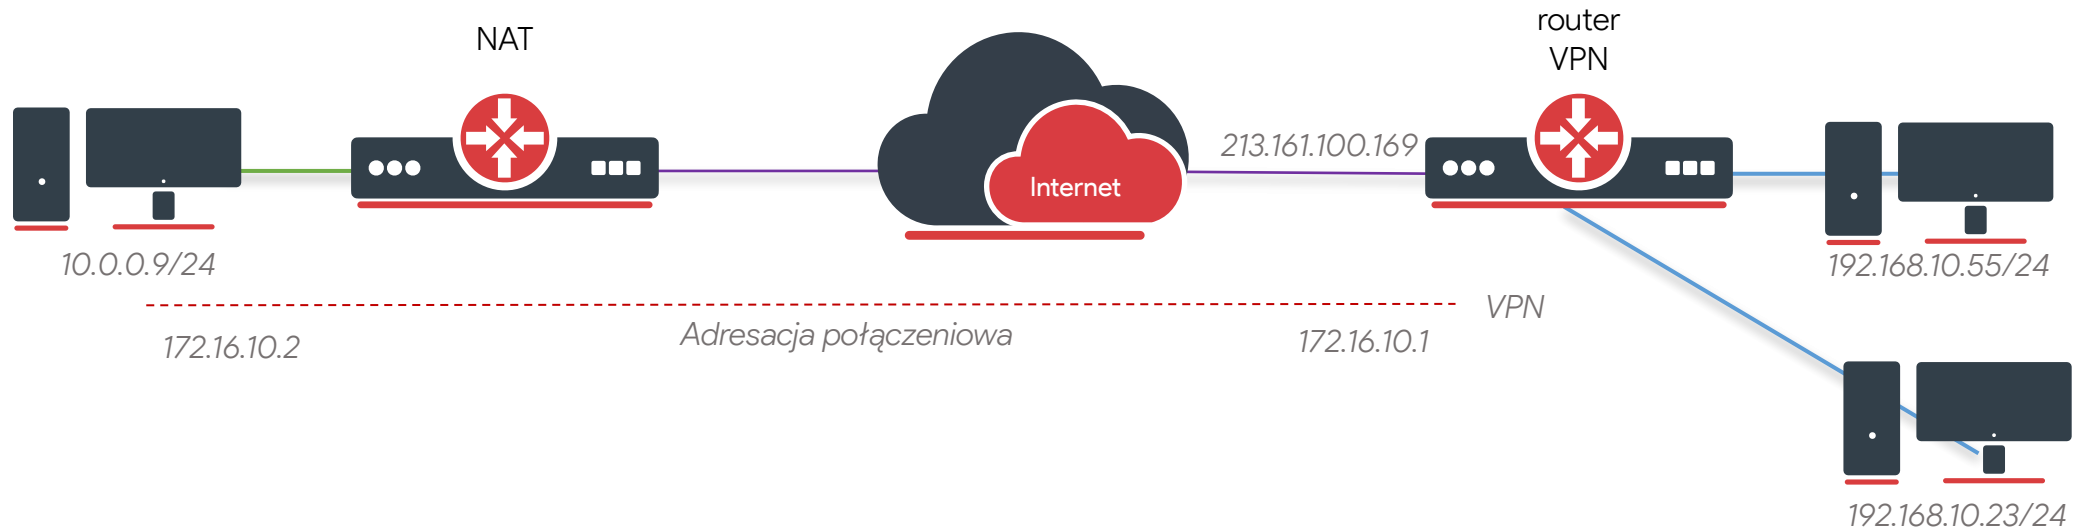 NAT
router
VPN
213.161.100.169
Internet
10.0.0.9/24
192.168.10.55/24
VPN
172.16.10.2
Adresacja połączeniowa
172.16.10.1
192.168.10.23/24